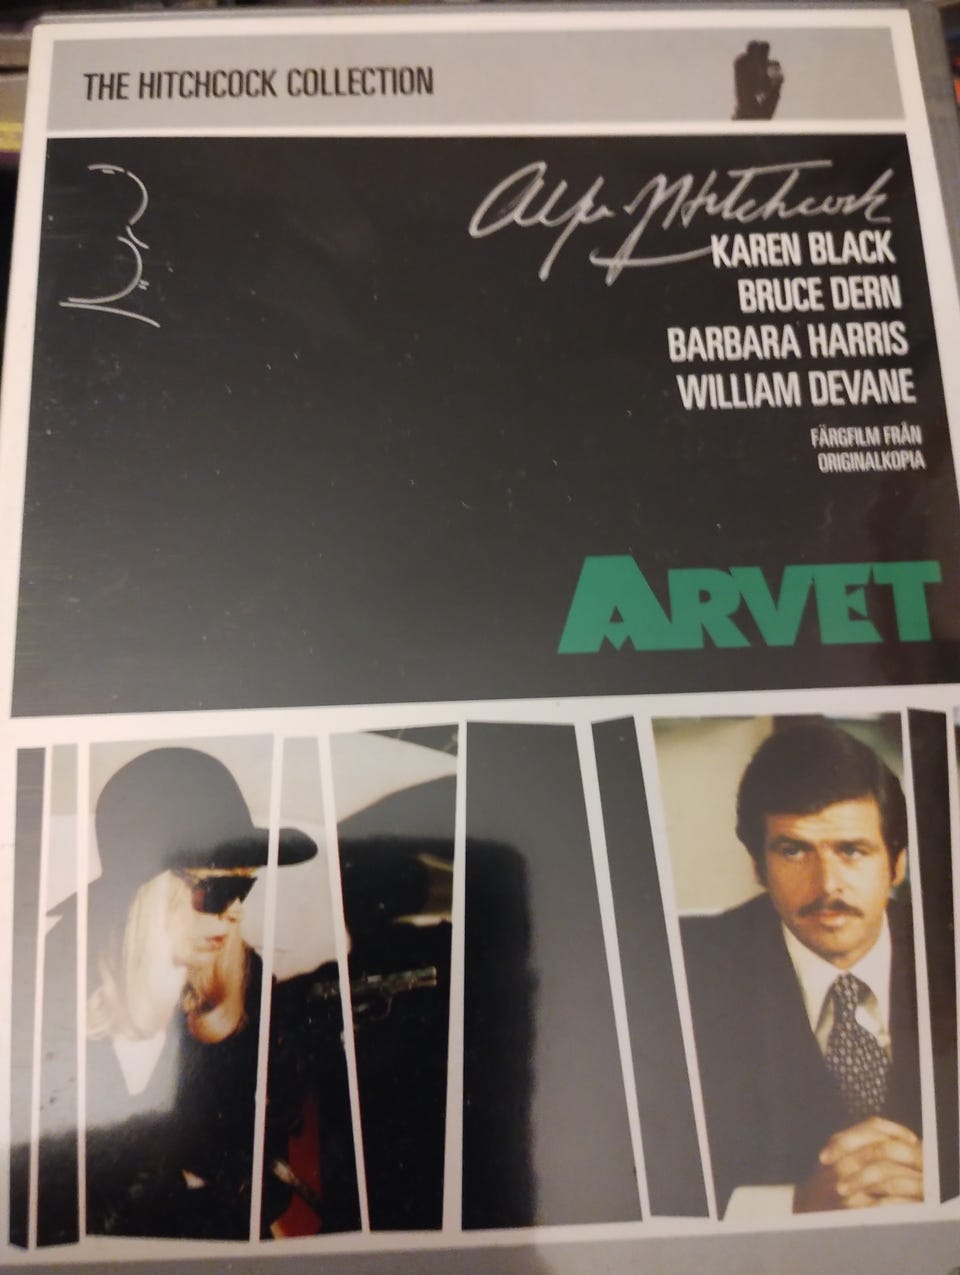 THE HITCHCOCK COLLECTION
Alfred Hitchcock
KAREN BLACK
BRUCE DERN
BARBARA HARRIS
WILLIAM DEVANE
FÄRGFILM FRÅN
ORIGINALKOPIA
ARVET